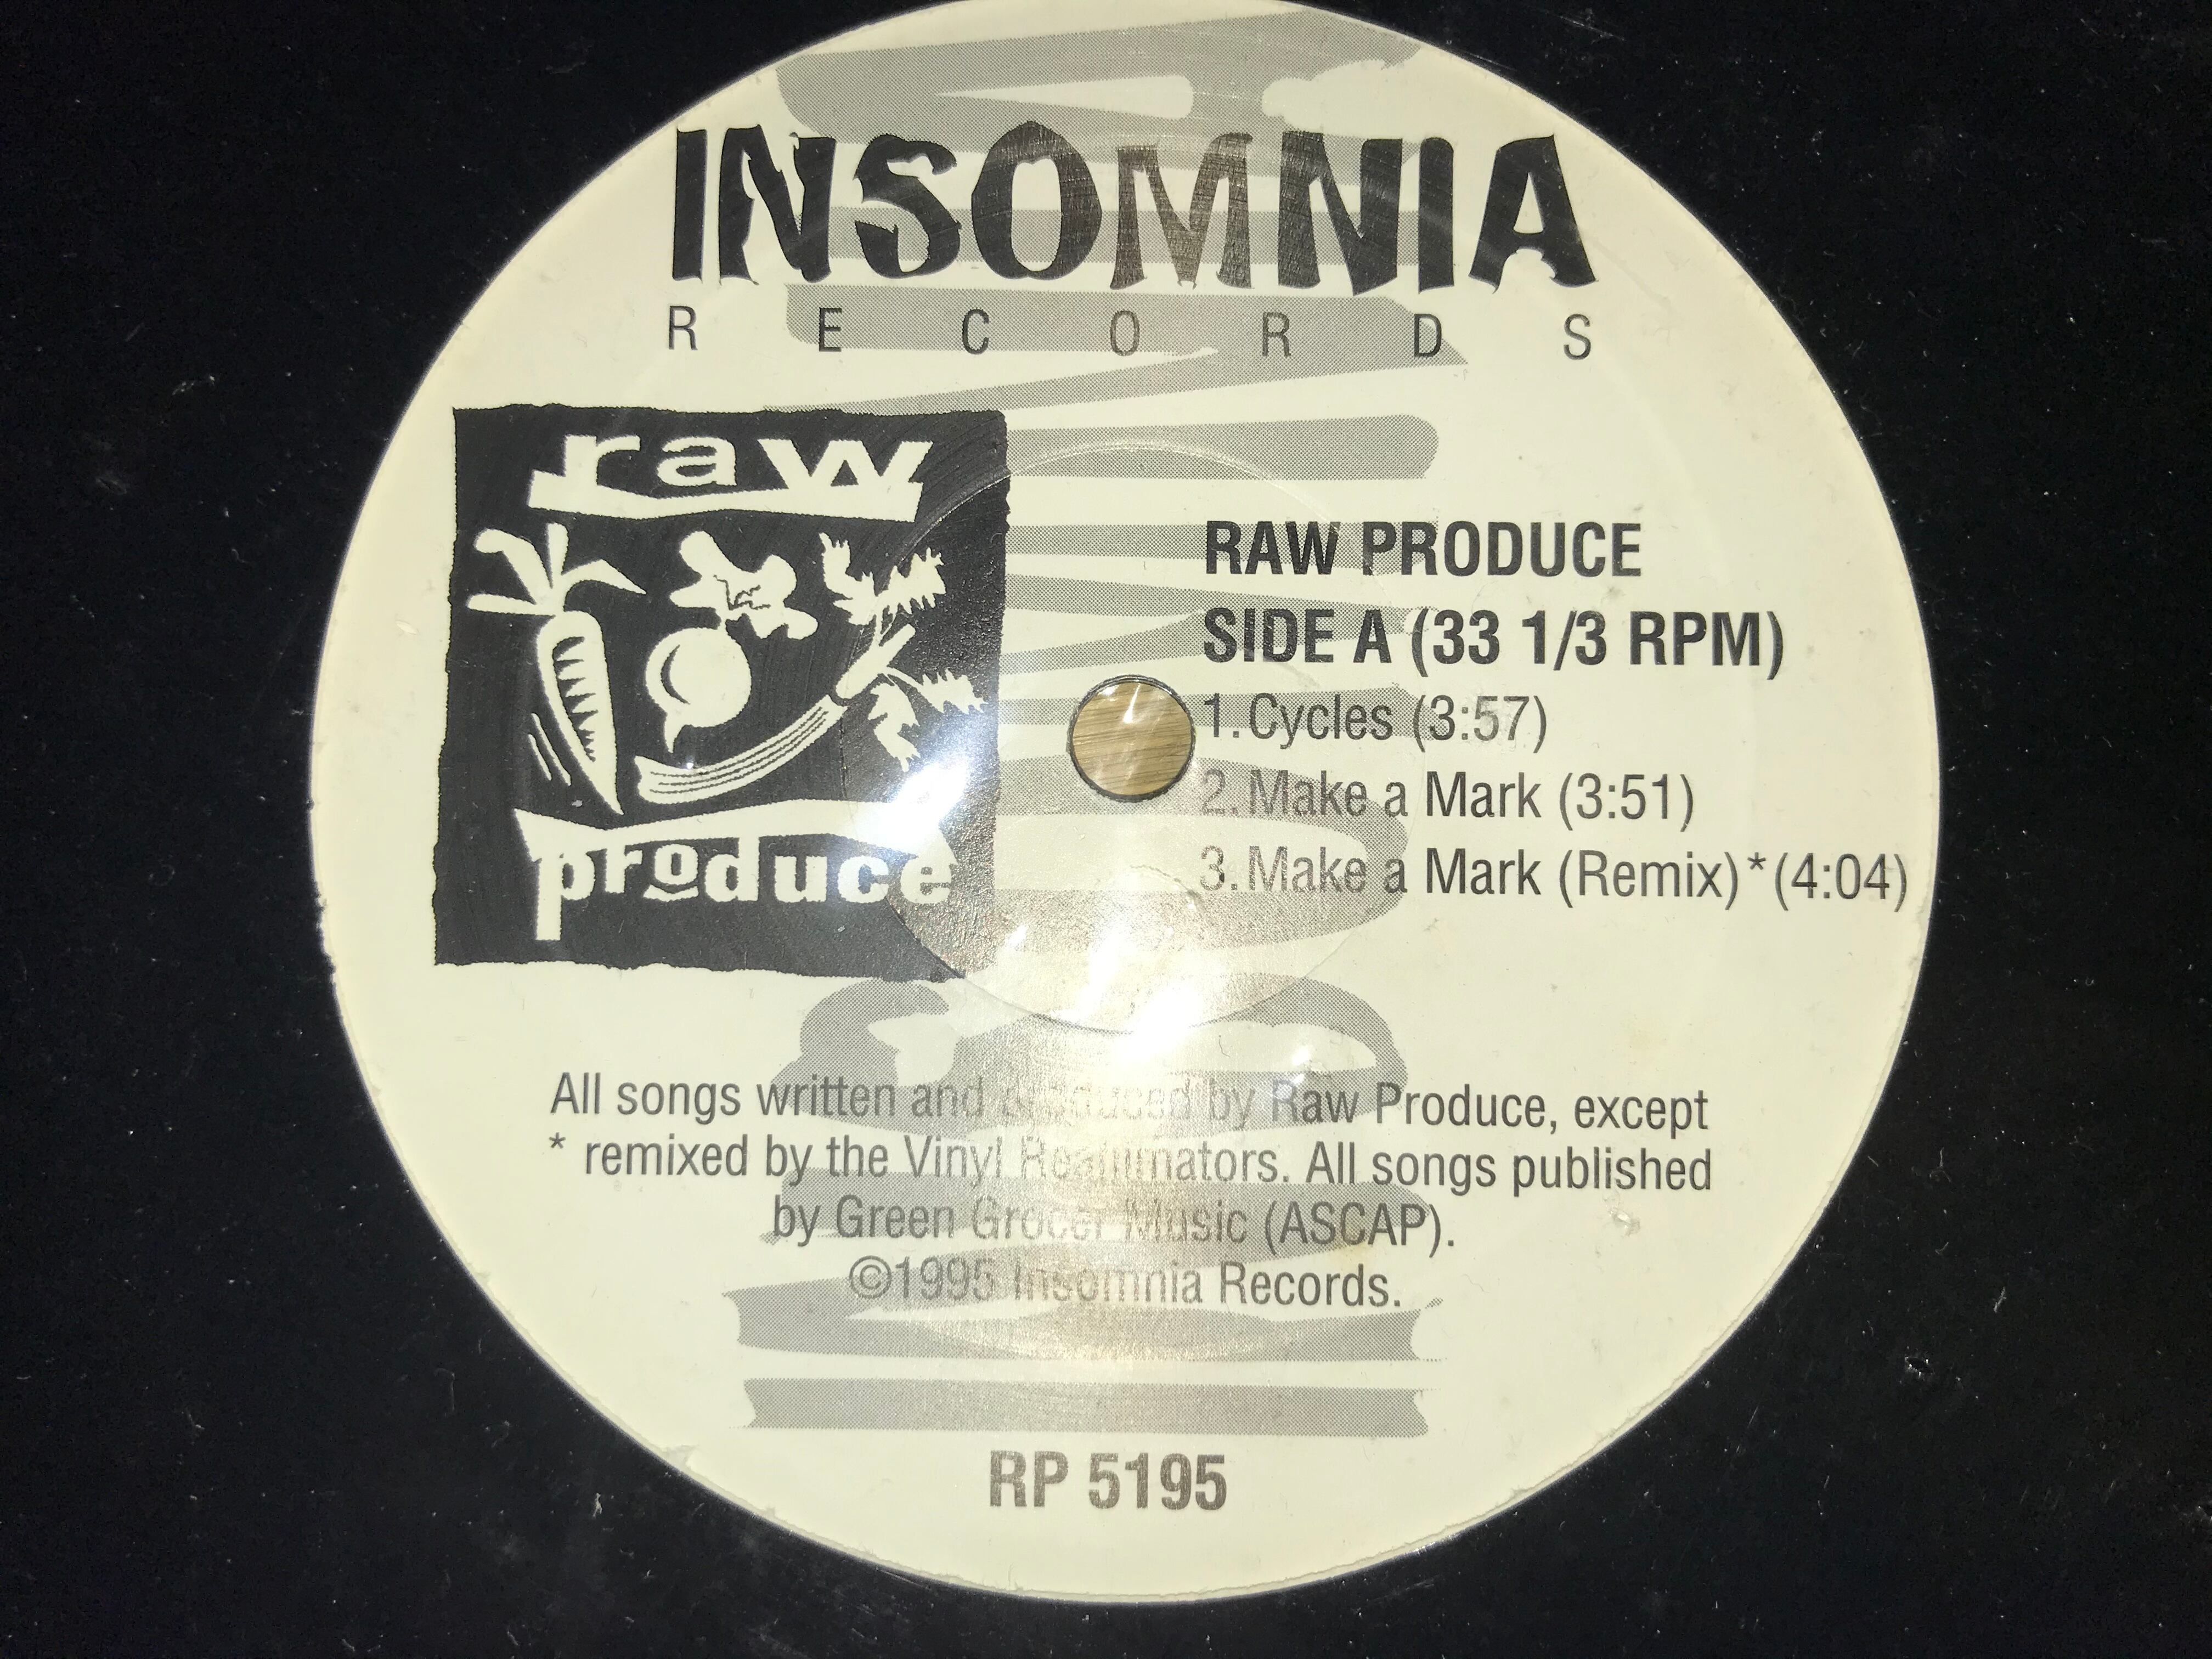 INSOMNIA
RECORDS
raw
produce
RAW PRODUCE
SIDE A (33 1/3 RPM)
1. Cycles (3:57)
2. Make a Mark (3:51)
3. Make a Mark (Remix)* (4:04)
All songs written and produced by Raw Produce, except
* remixed by the Vinyl Reanimators. All songs published
by Green Grocer Music (ASCAP).
©1995 Insomnia Records.
RP 5195